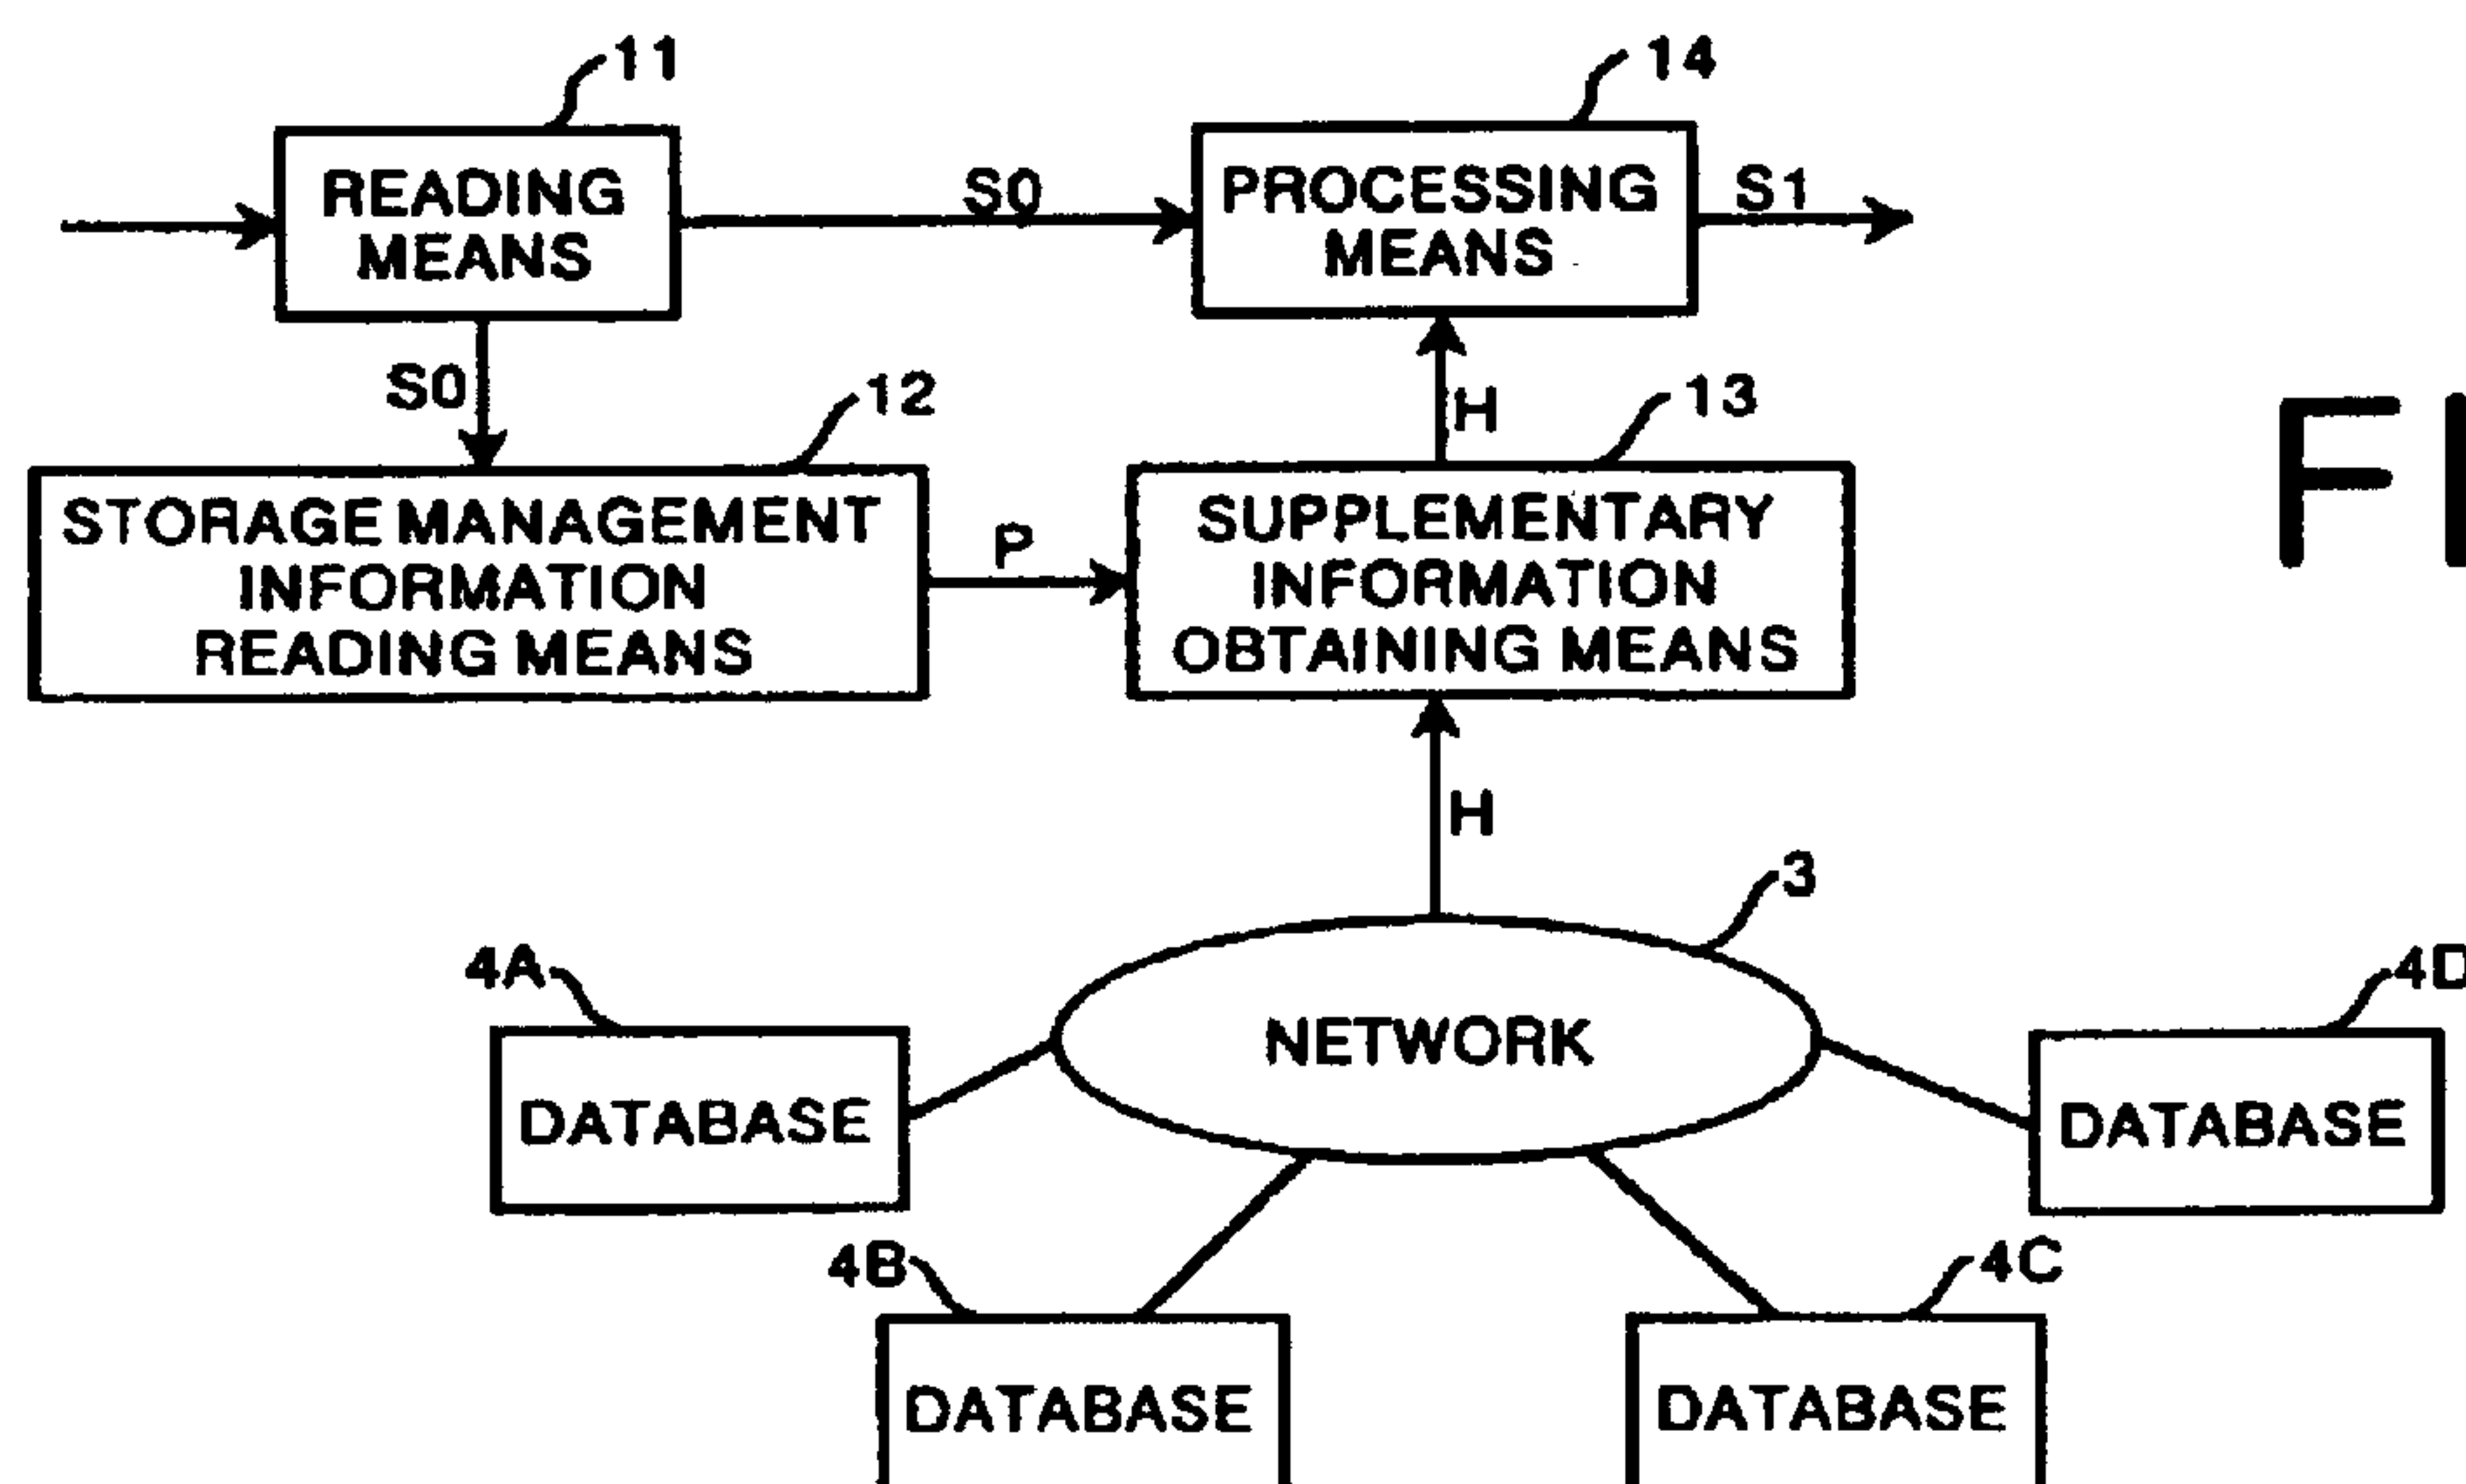 11
14
READING
MEANS
S0
PROCESSING
MEANS
S1
S0
12
H
13
STORAGE MANAGEMENT
INFORMATION
READING MEANS
P
SUPPLEMENTARY
INFORMATION
OBTAINING MEANS
H
3
4A
NETWORK
DATABASE
DATABASE
4B
4C
DATABASE
DATABASE